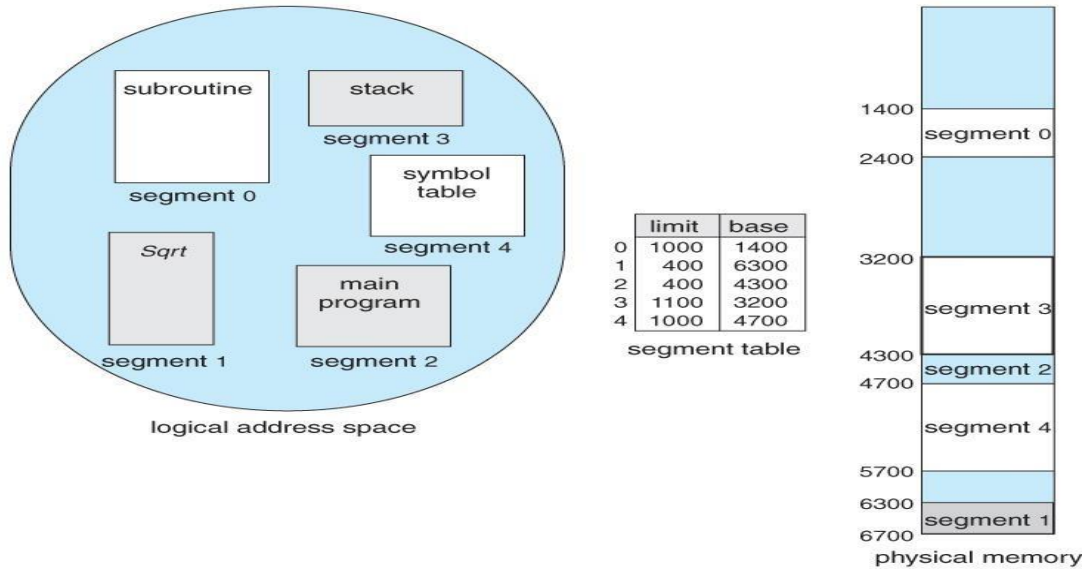 subroutine
segment 0
stack
segment 3
symbol
table
segment 4
Sqrt
segment 1
main
program
segment 2
logical address space
limit base
0 1000 1400
1 400 6300
2 400 4300
3 1100 3200
4 1000 4700
segment table
1400
segment 0
2400
3200
segment 3
4300
segment 2
4700
segment 4
5700
6300
segment 1
6700
physical memory